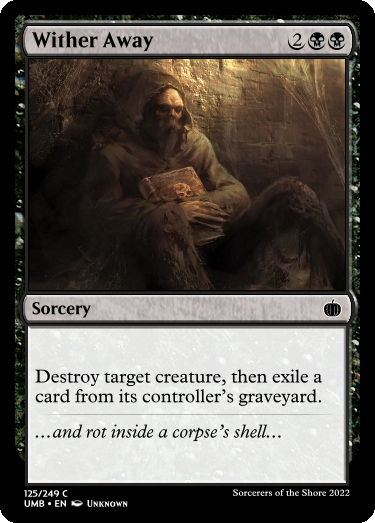 Wither Away 2
Sorcery
Destroy target creature, then exile a
card from its controller's graveyard.
…and rot inside a corpse's shell…
125/249 C
UMB • EN Unknown
Sorcerers of the Shore 2022